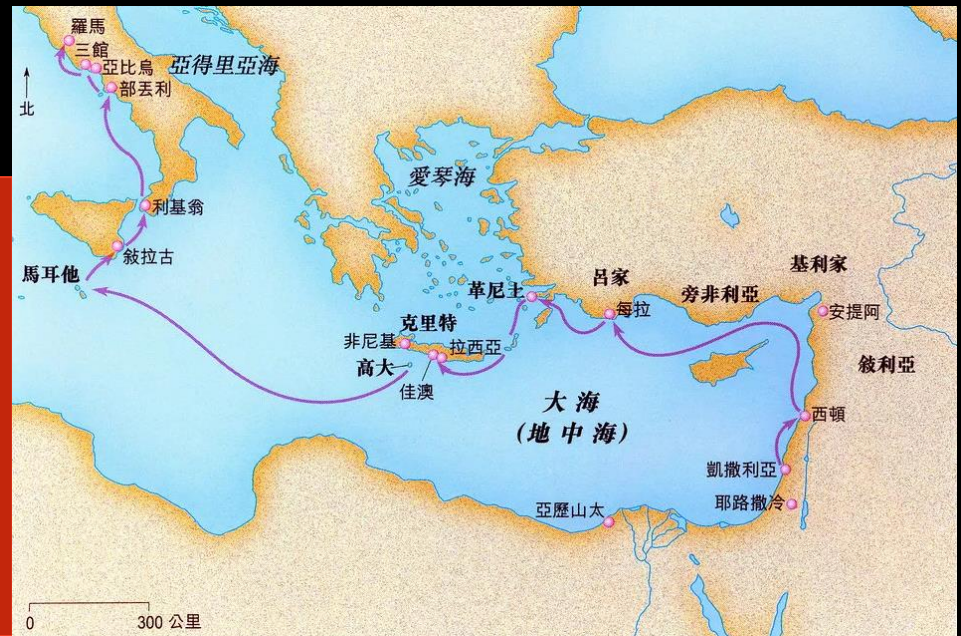 羅馬
三館
亞比烏
亞得里亞海
部丟利
北
愛琴海
利基翁
敍拉古
馬耳他
基利家
呂家
旁非利亞
革尼土
每拉
安提阿
克里特
非尼基
拉西亞
高大
佳澳
敍利亞
大海
(地中海)
西頓
凱撒利亞
耶路撒冷
亞歷山太
0 300 公里